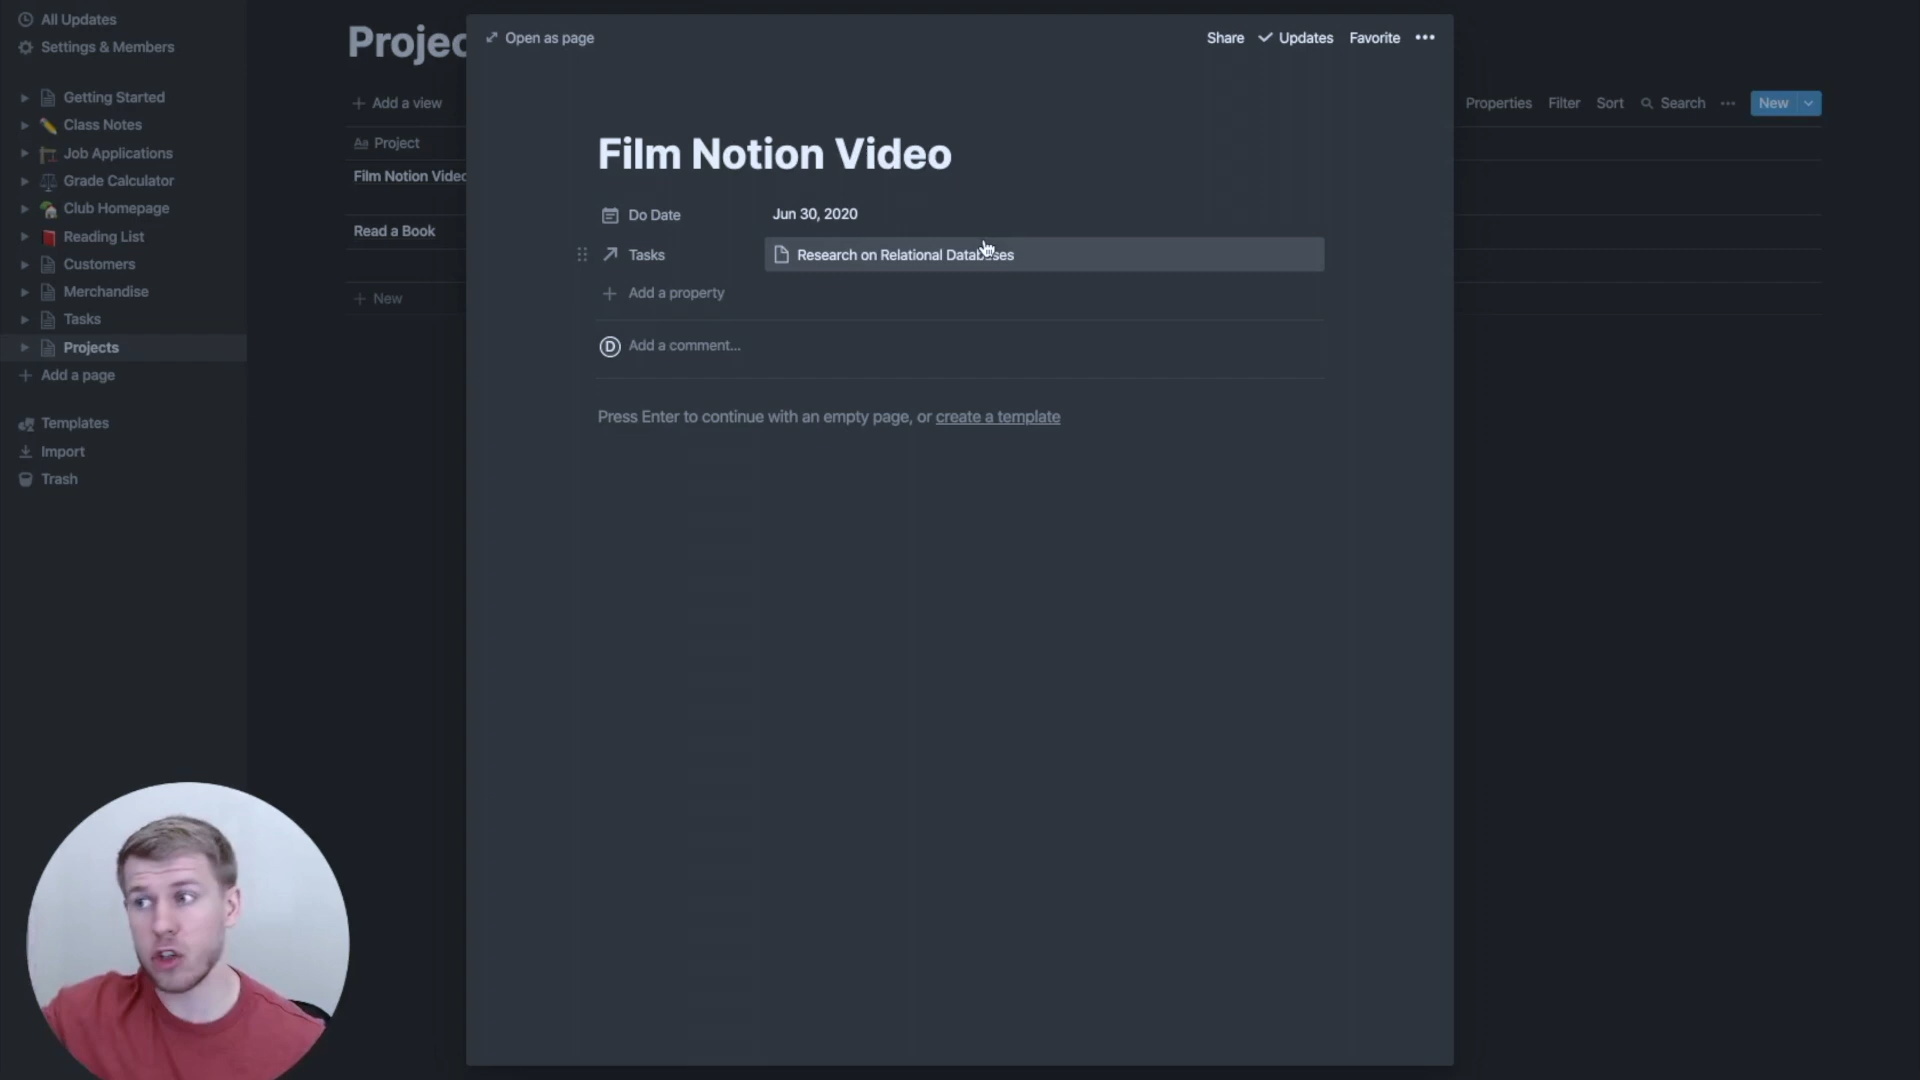 All Updates
Settings & Members
Getting Started
Class Notes
Job Applications
Grade Calculator
Club Homepage
Reading List
Customers
Merchandise
Tasks
Projects
Add a page
Templates
Import
Trash
Projec
Add a view
Aa Project
Film Notion Video
Read a Book
New
Open as page
Share Updates Favorite
Film Notion Video
Do Date Jun 30, 2020
Tasks Research on Relational Databases
Add a property
D Add a comment...
Press Enter to continue with an empty page, or create a template
Properties Filter Sort Search New